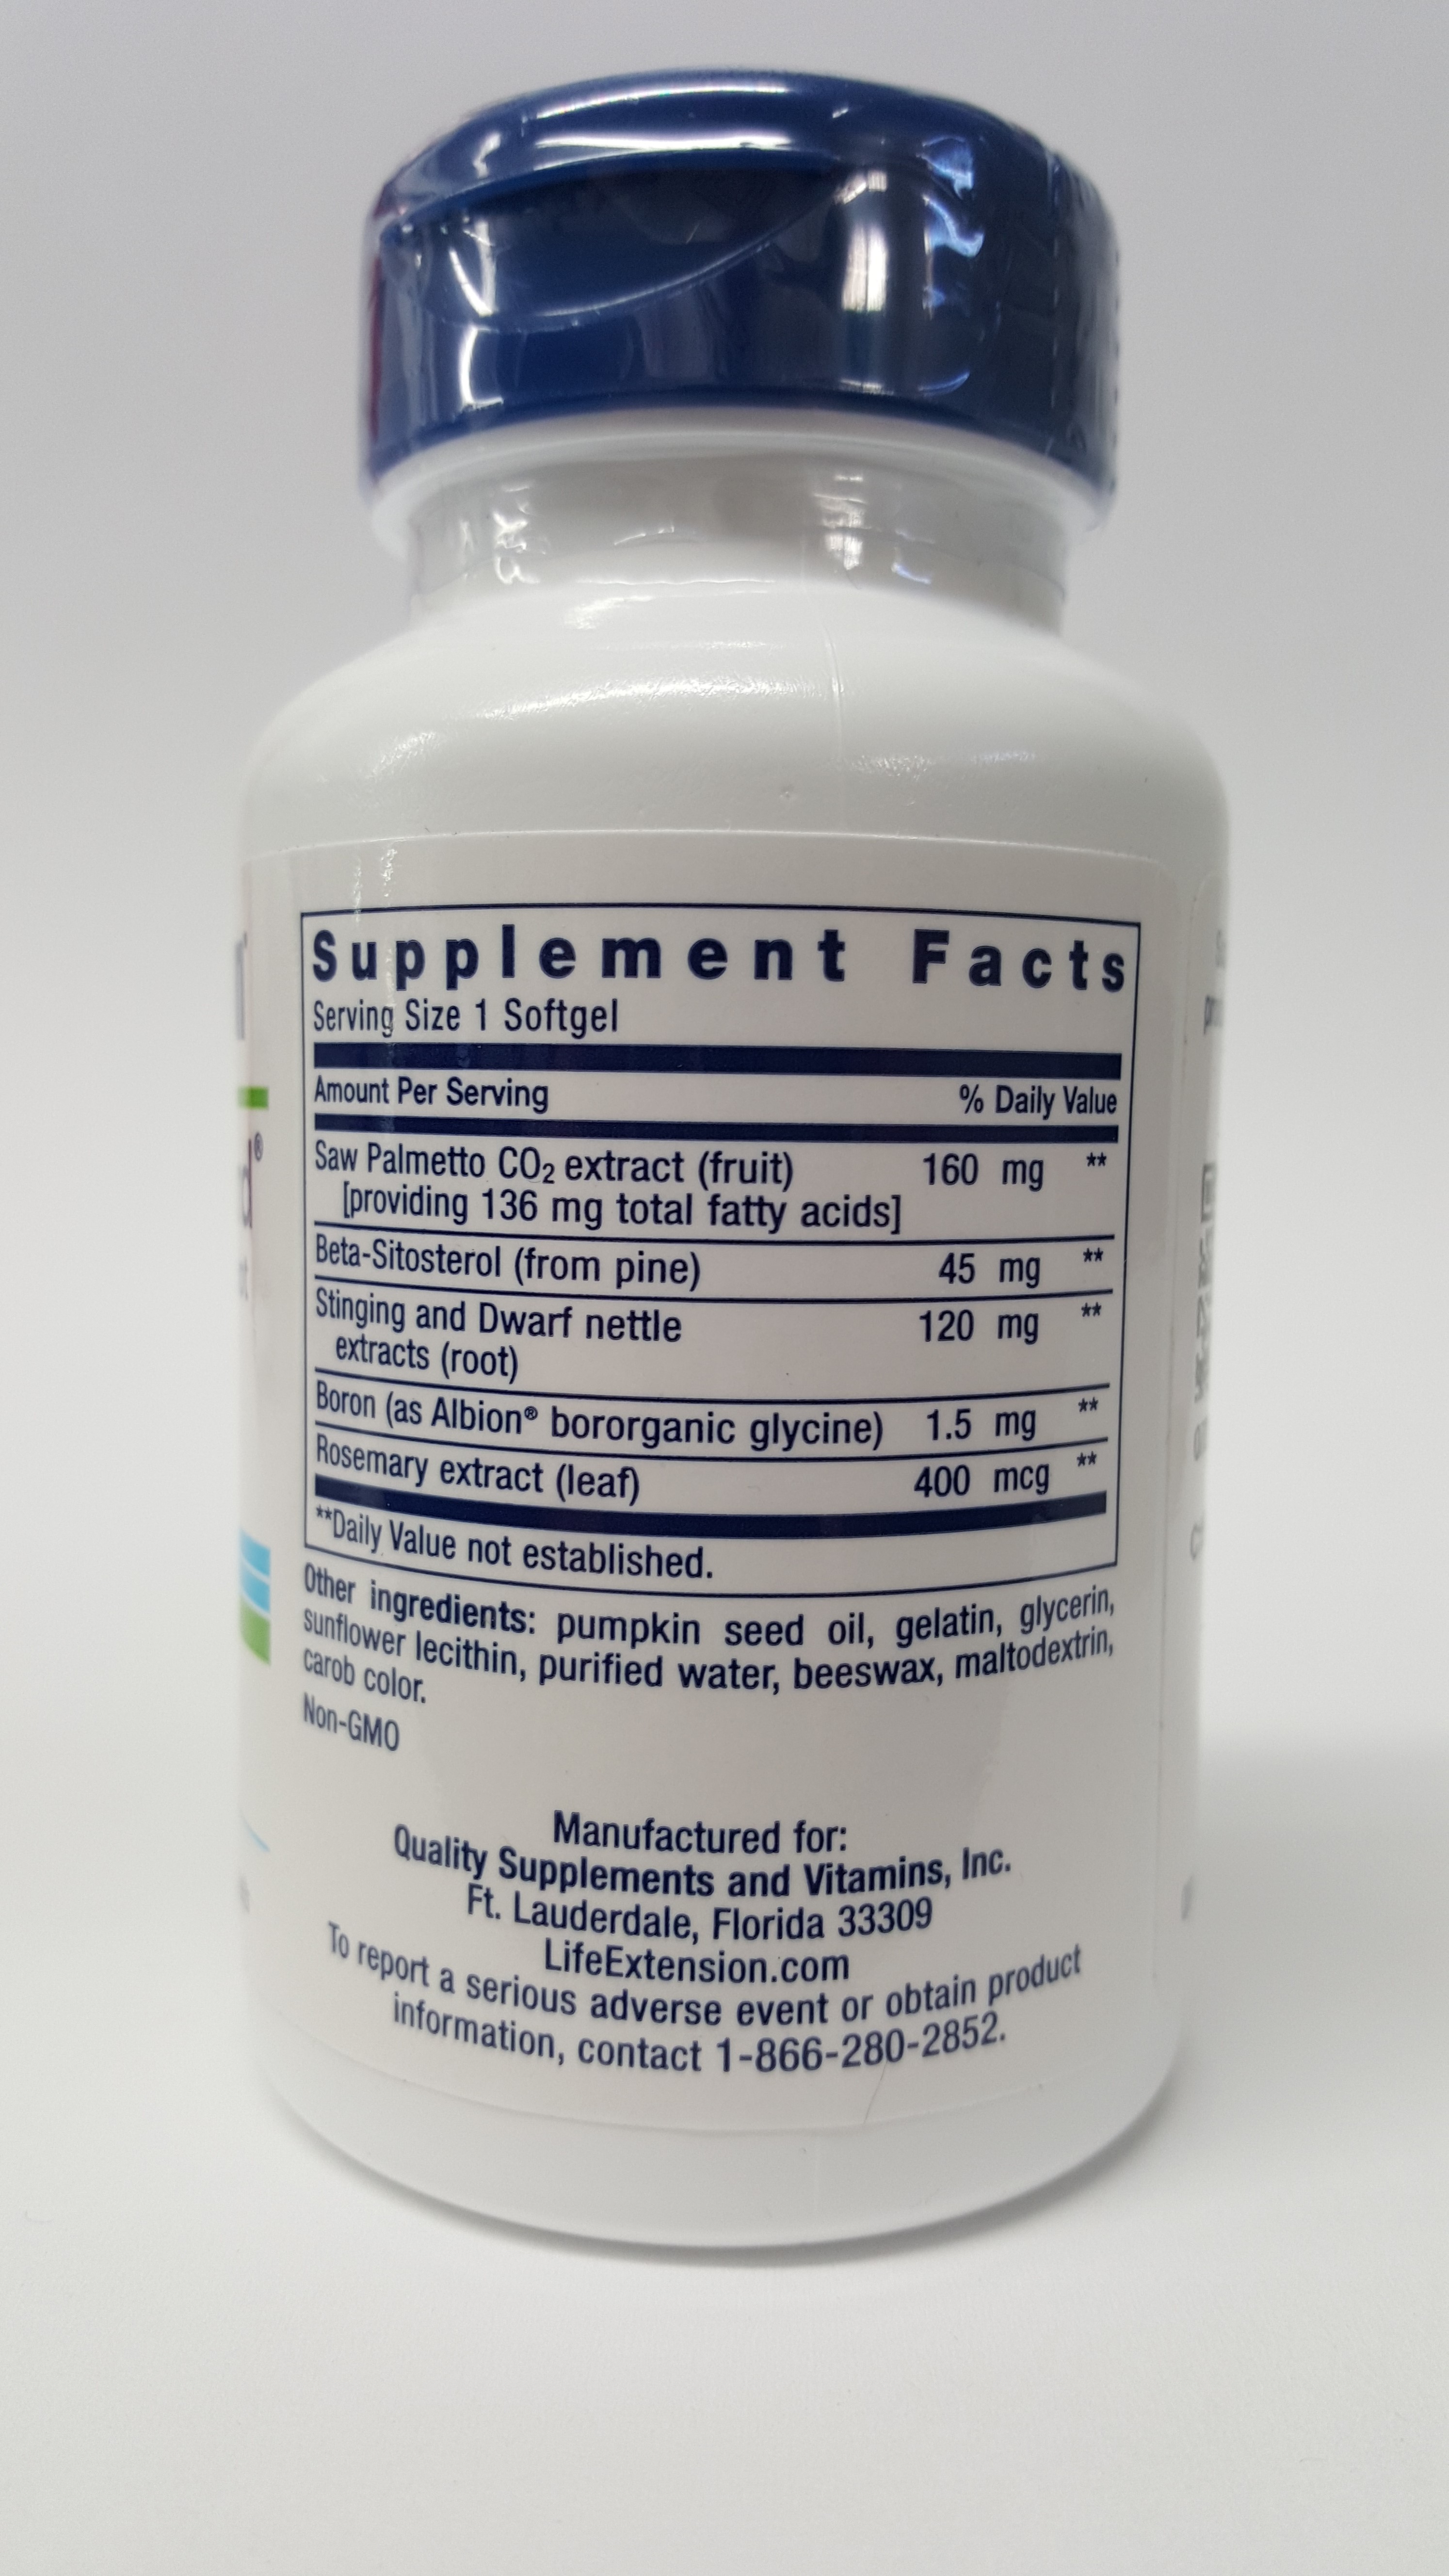 Supplement Facts
Serving Size 1 Softgel
Amount Per Serving % Daily Value
Saw Palmetto CO₂ extract (fruit) 160 mg **
[providing 136 mg total fatty acids]
Beta-Sitosterol (from pine) 45 mg **
Stinging and Dwarf nettle 120 mg **
extracts (root)
Boron (as Albion® bororganic glycine) 1.5 mg **
Rosemary extract (leaf) 400 mcg **
**Daily Value not established.
Other ingredients: pumpkin seed oil, gelatin, glycerin,
sunflower lecithin, purified water, beeswax, maltodextrin,
carob color.
Non-GMO
Manufactured for:
Quality Supplements and Vitamins, Inc.
Ft. Lauderdale, Florida 33309
LifeExtension.com
To report a serious adverse event or obtain product
information, contact 1-866-280-2852.